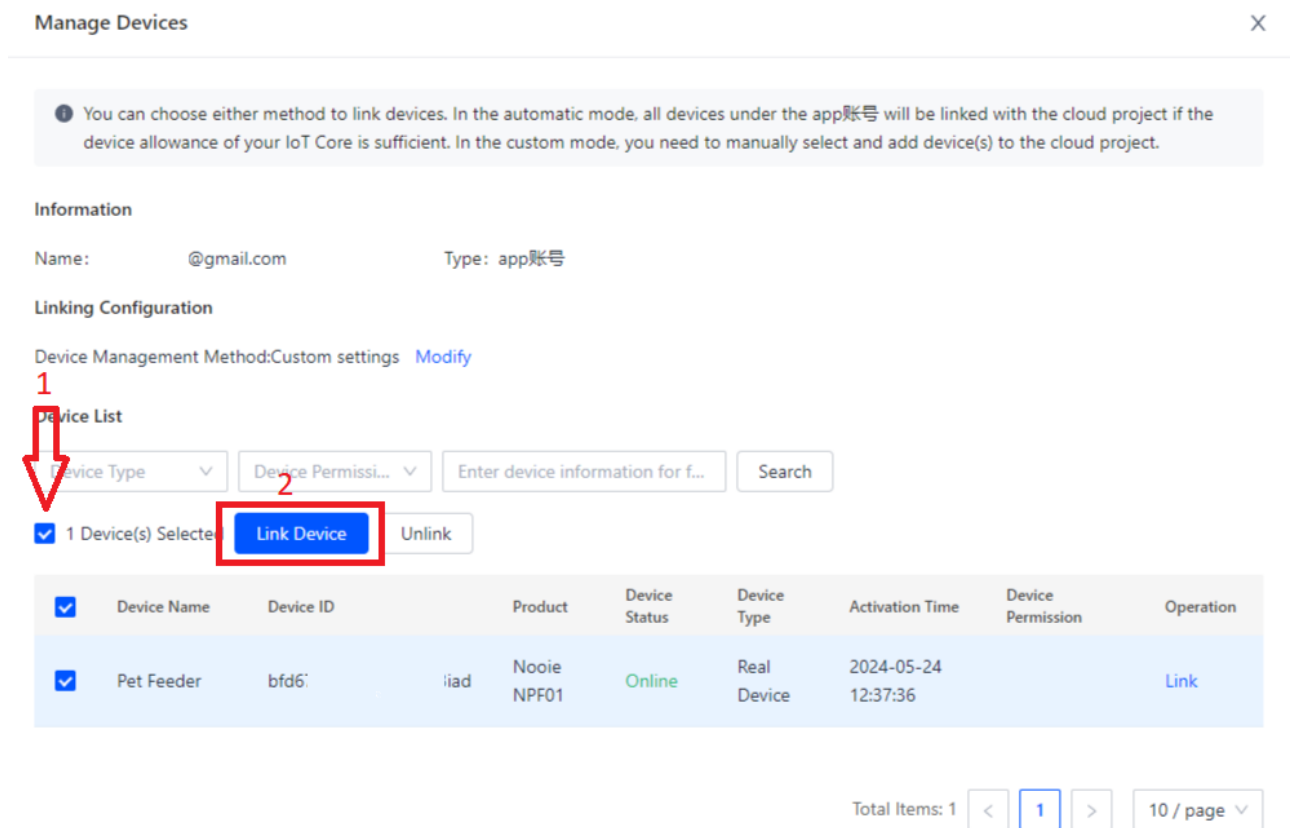 Manage Devices
You can choose either method to link devices. In the automatic mode, all devices under the app账号 will be linked with the cloud project if the
device allowance of your IoT Core is sufficient. In the custom mode, you need to manually select and add device(s) to the cloud project.
Information
Name: @gmail.com Type: app账号
Linking Configuration
Device Management Method:Custom settings Modify
1
Device List
Device Type Device Permissi... Enter device information for f... Search
2
1 Device(s) Selected Link Device Unlink
Device Name Device ID Product Device Status Device Type Activation Time Device Permission Operation
Pet Feeder bfd67 iad Nooie NPF01 Online Real Device 2024-05-24 12:37:36 Link
Total Items: 1 < 1 > 10 / page